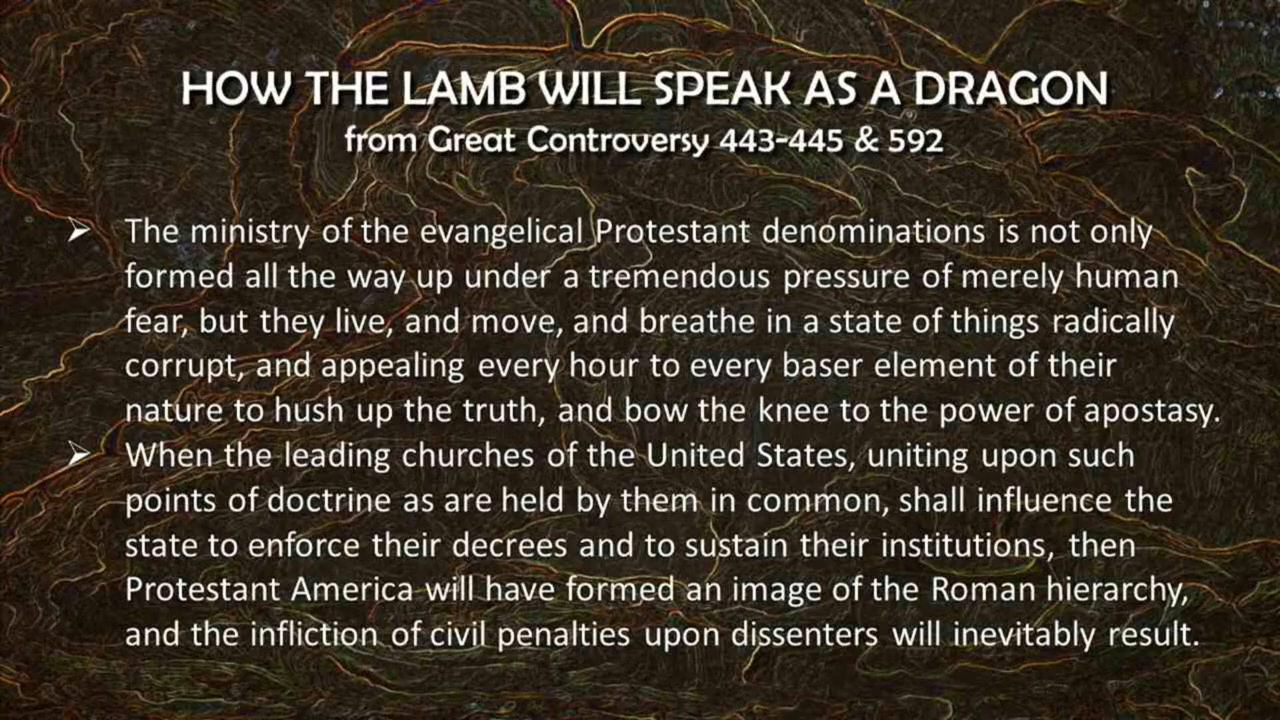 HOW THE LAMB WILL SPEAK AS A DRAGON
from Great Controversy 443-445 & 592
➢ The ministry of the evangelical Protestant denominations is not only
formed all the way up under a tremendous pressure of merely human
fear, but they live, and move, and breathe in a state of things radically
corrupt, and appealing every hour to every baser element of their
nature to hush up the truth, and bow the knee to the power of apostasy.
➢ When the leading churches of the United States, uniting upon such
points of doctrine as are held by them in common, shall influence the
state to enforce their decrees and to sustain their institutions, then
Protestant America will have formed an image of the Roman hierarchy,
and the infliction of civil penalties upon dissenters will inevitably result.